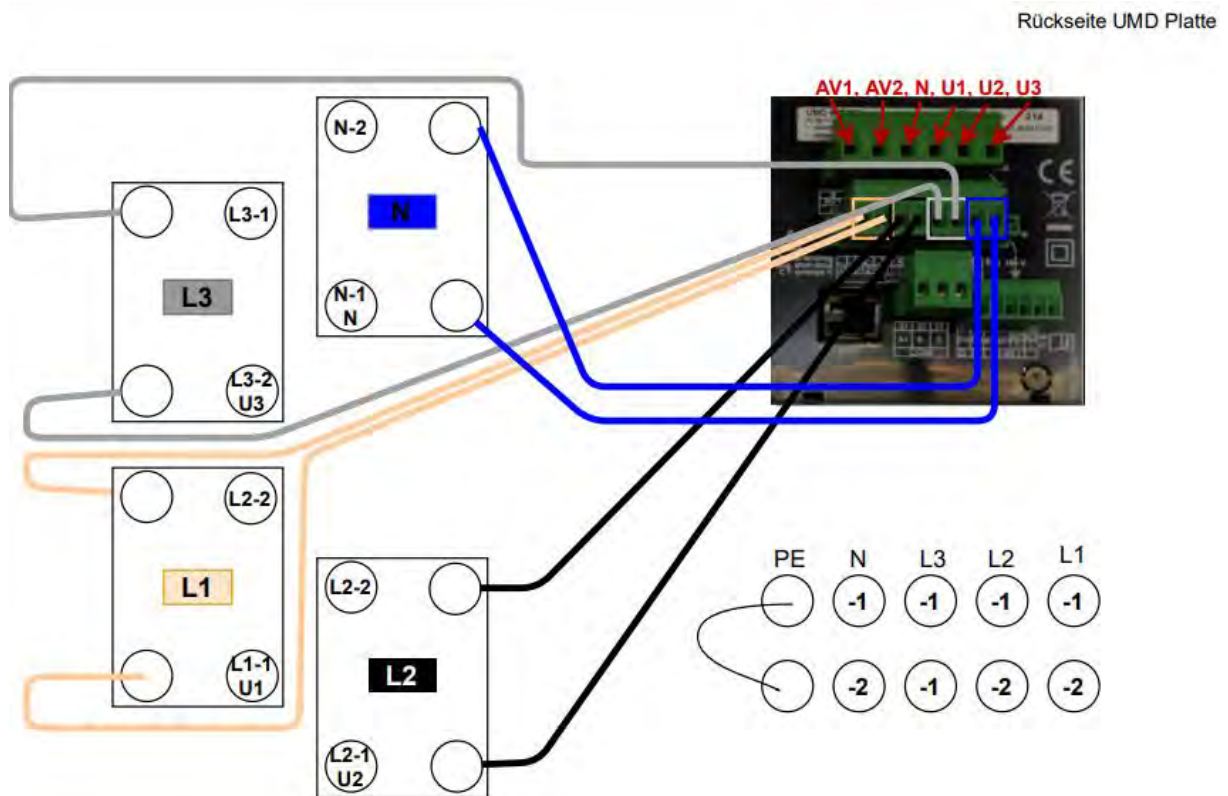 Rückseite UMD Platte
AV1, AV2, N, U1, U2, U3
N-2
N
N-1
N
L3-1
L3
L3-2
U3
L2-2
L1
L1-1
U1
L2-2
L2
L2-1
U2
PE N L3 L2 L1
-1 -1 -1 -1
-2 -1 -2 -2
CE